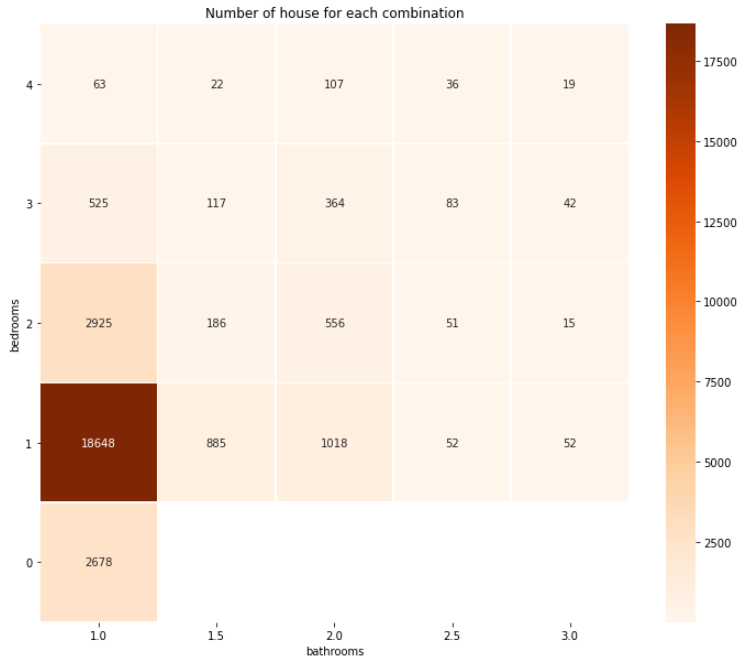 Number of house for each combination
4 63 22 107 36 19
3 525 117 364 83 42
2 2925 186 556 51 15
1 18648 885 1018 52 52
0 2678
1.0 1.5 2.0 2.5 3.0
bathrooms
bedrooms
17500
15000
12500
10000
7500
5000
2500